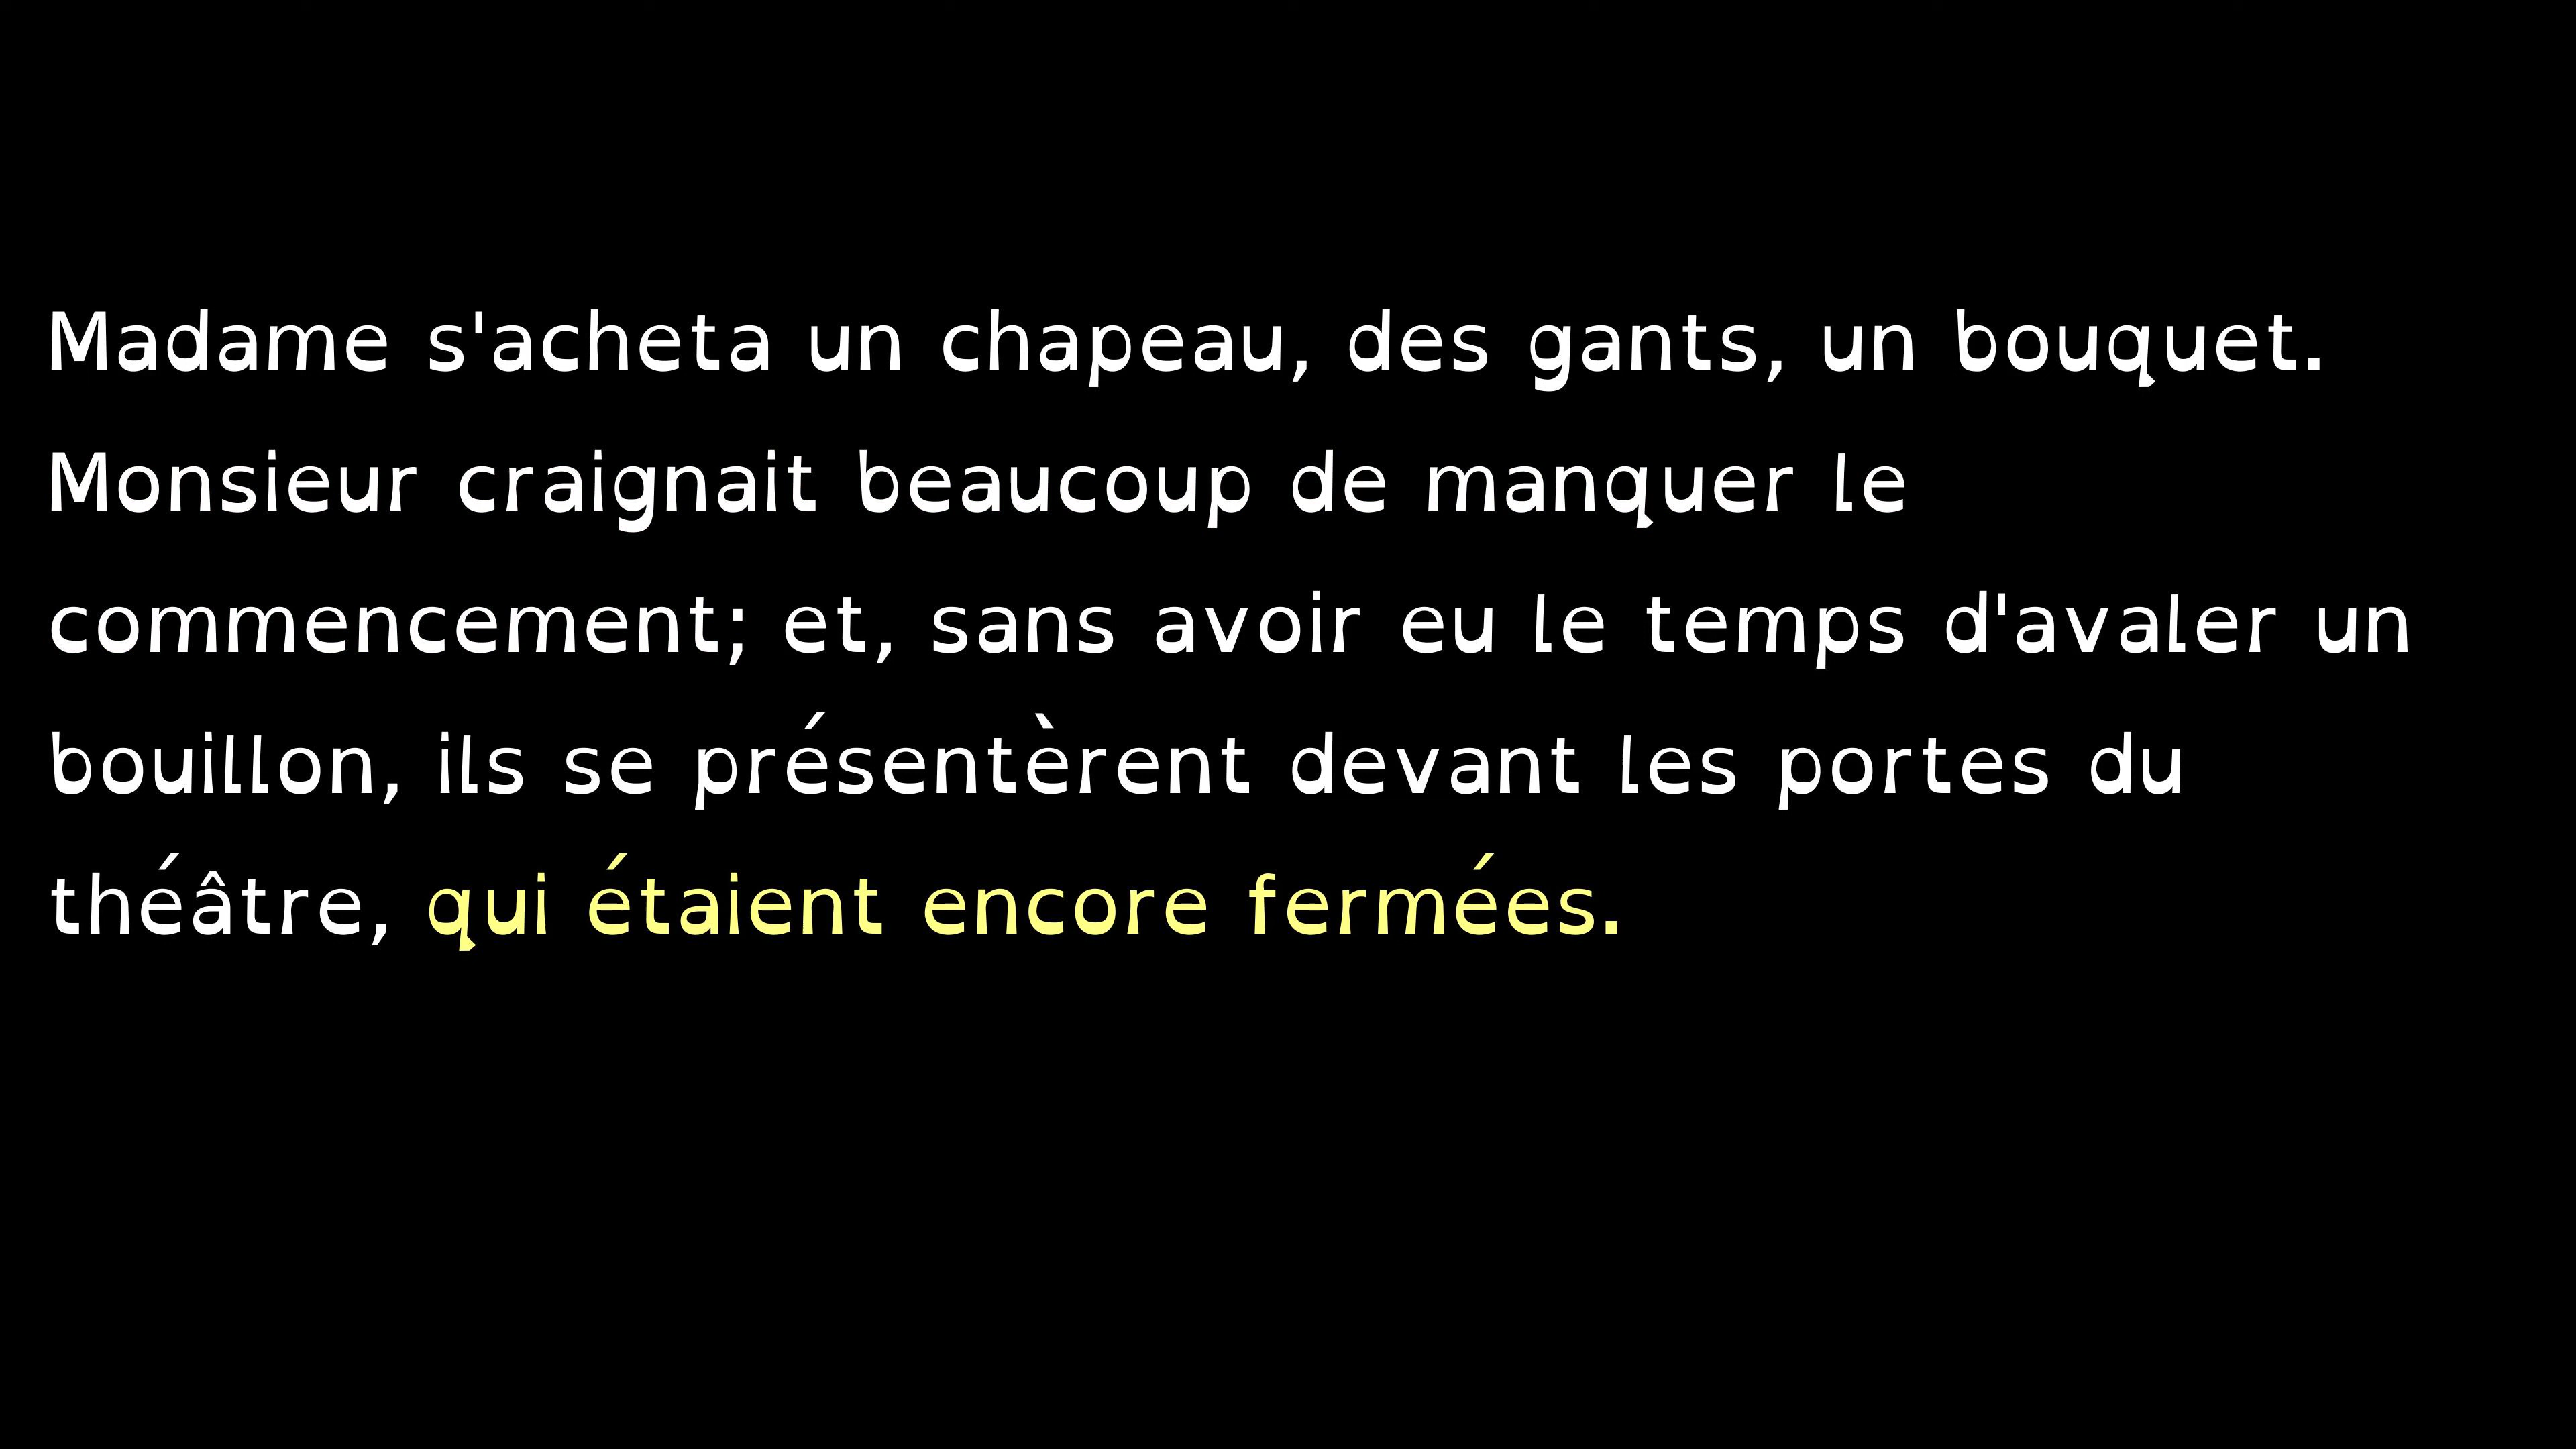 Madame s'acheta un chapeau, des gants, un bouquet.
Monsieur craignait beaucoup de manquer le
commencement; et, sans avoir eu le temps d'avaler un
bouillon, ils se présentèrent devant les portes du
théâtre, qui étaient encore fermées.